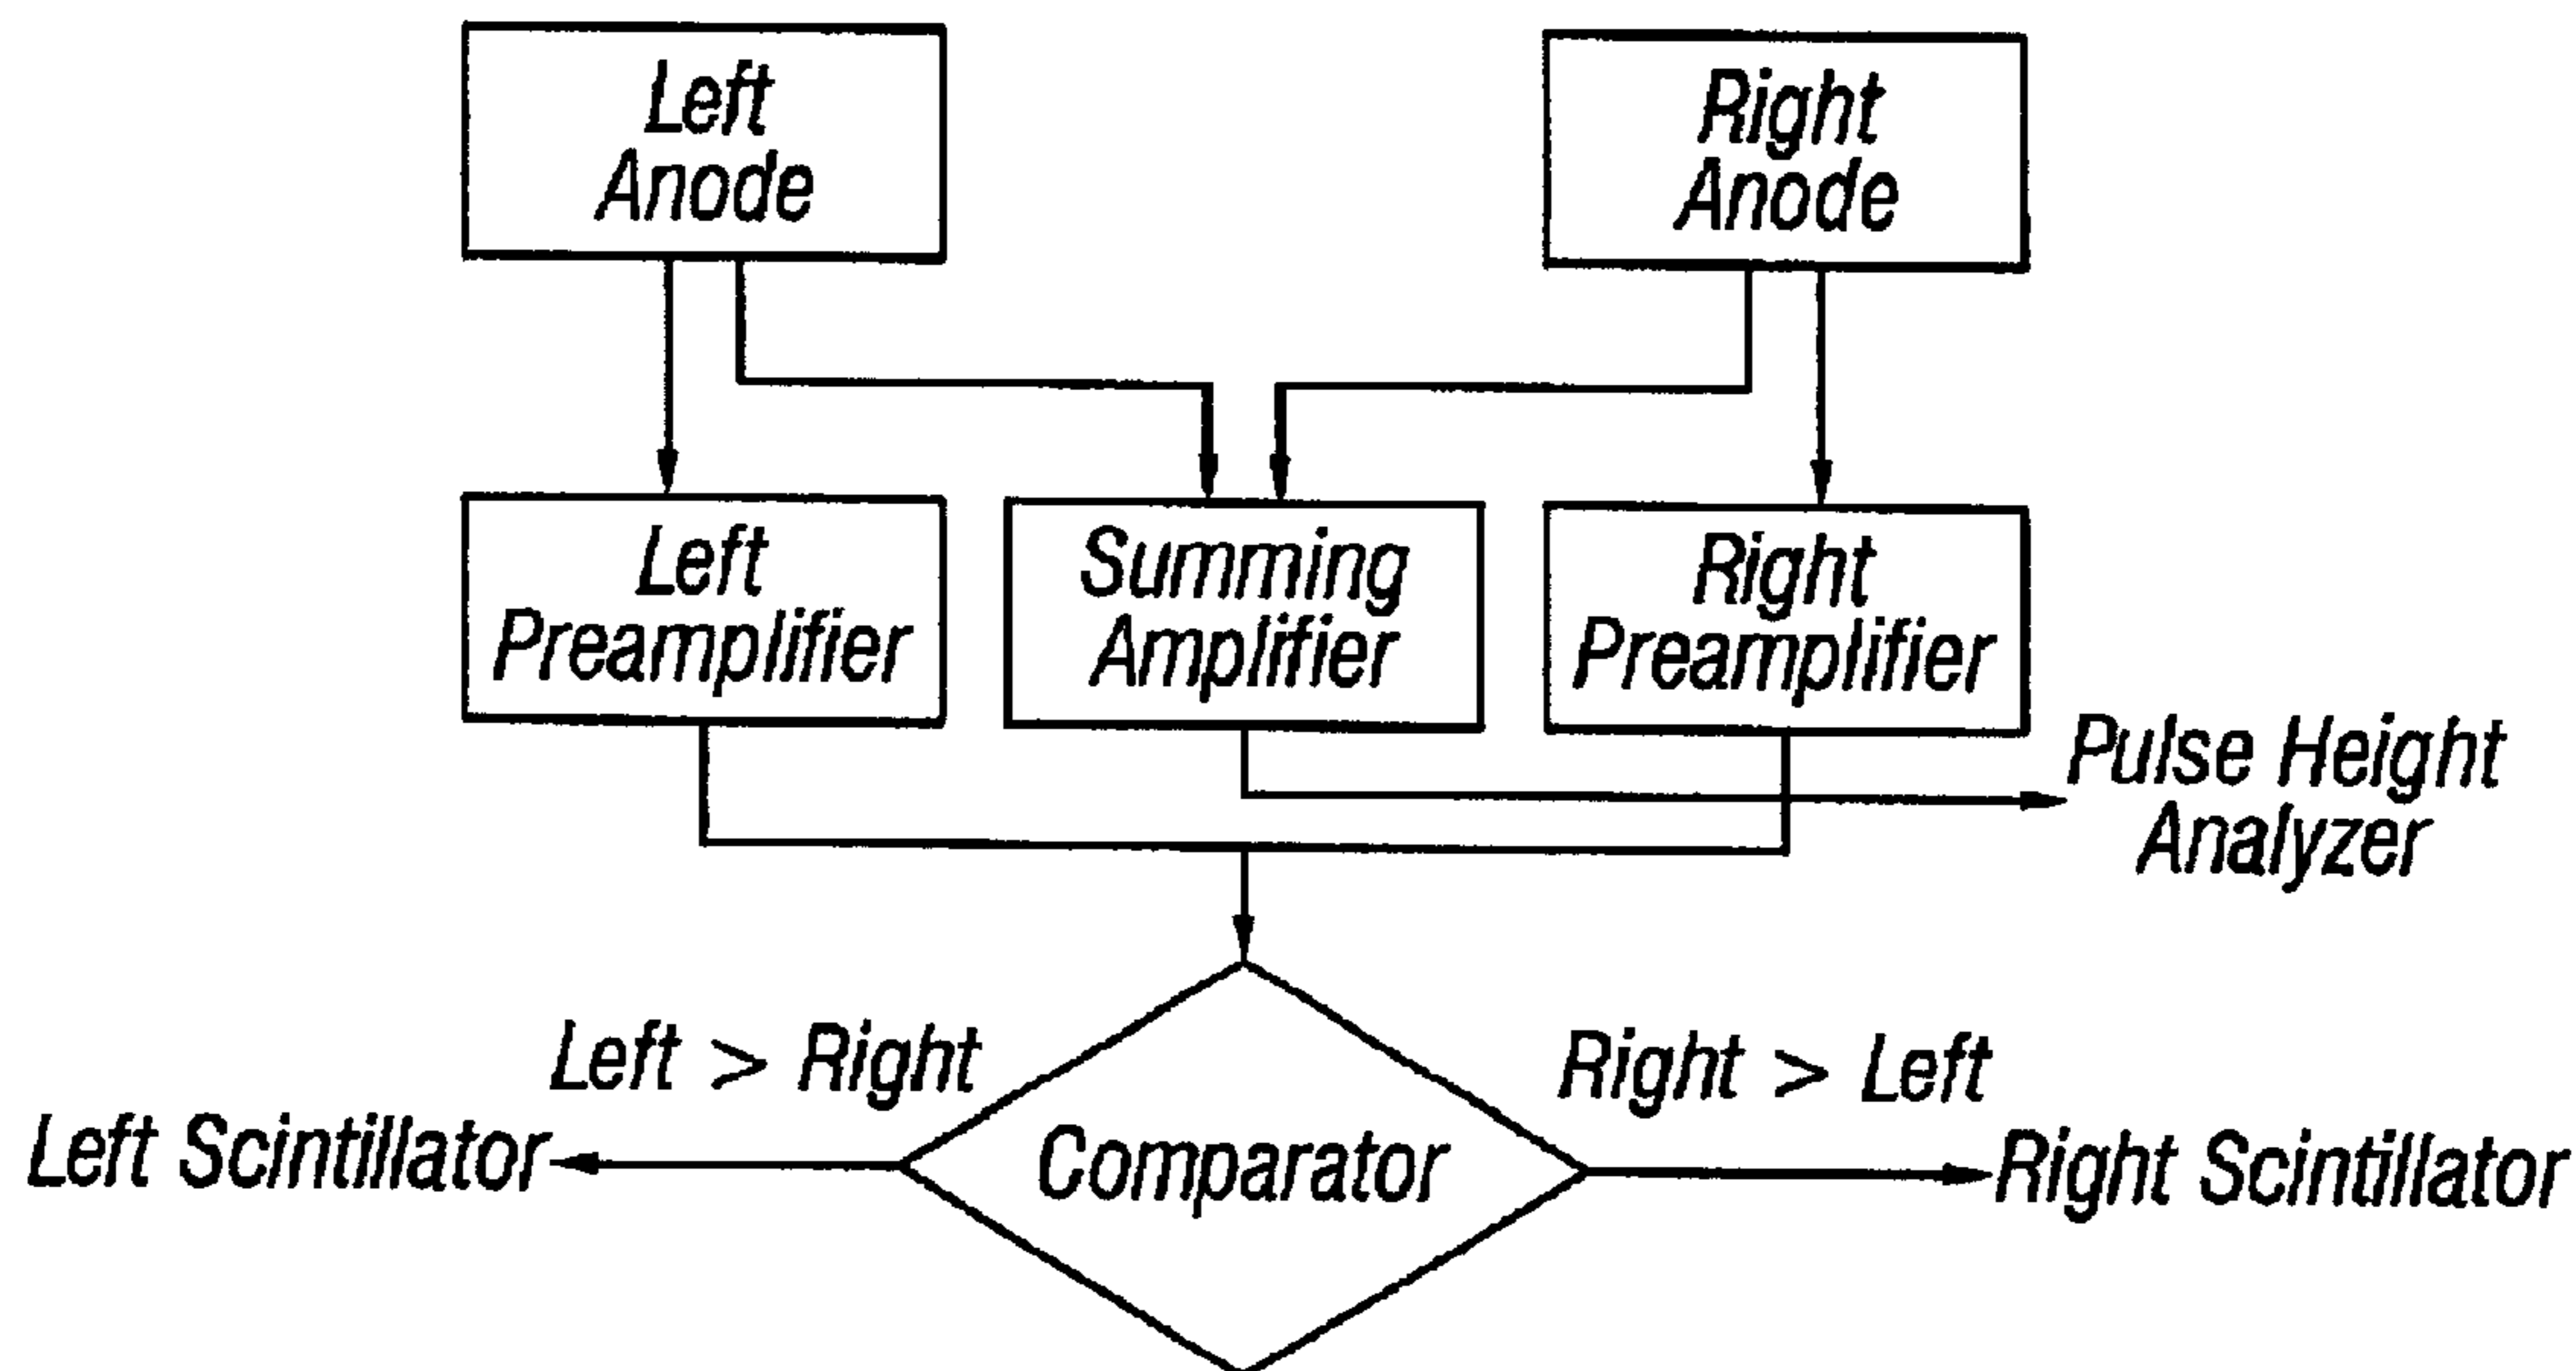 Left
Anode
Right
Anode
Left
Preamplifier
Summing
Amplifier
Right
Preamplifier
Pulse Height
Analyzer
Left > Right
Right > Left
Left Scintillator
Comparator
Right Scintillator